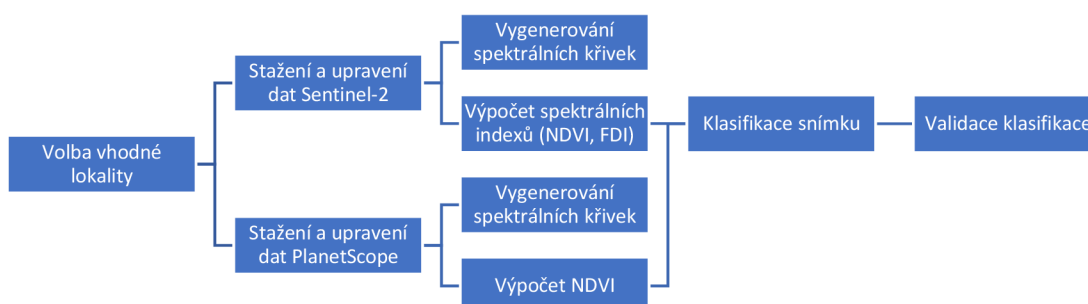 Volba vhodné
lokality
Stažení a upravení
dat Sentinel-2
Vygenerování
spektrálních křivek
Výpočet spektrálních
indexů (NDVI, FDI)
Stažení a upravení
dat PlanetScope
Vygenerování
spektrálních křivek
Výpočet NDVI
Klasifikace snímku
Validace klasifikace